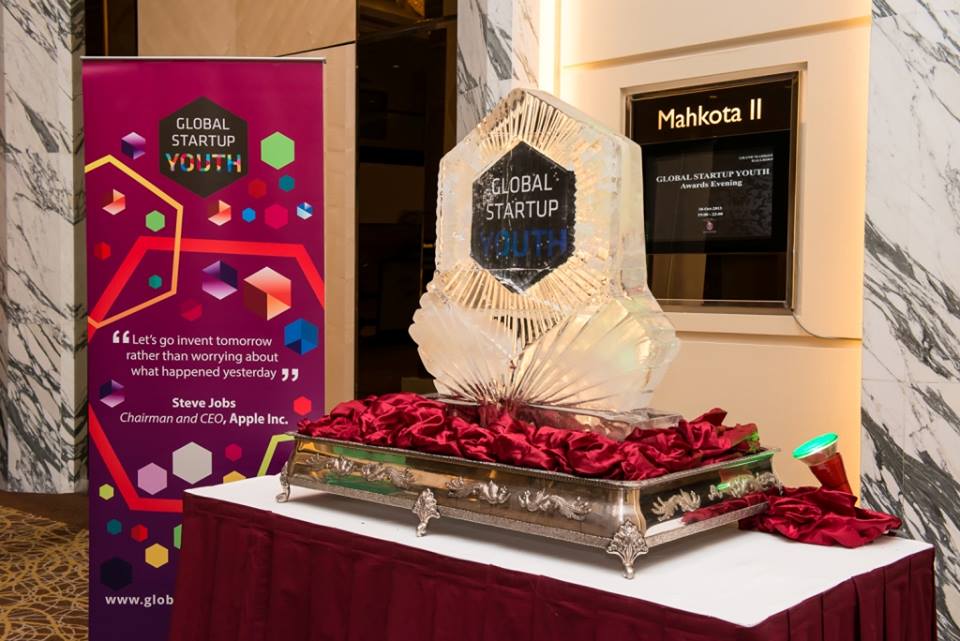 GLOBAL
STARTUP
YOUTH
“ Let's go invent tomorrow
rather than worrying about
what happened yesterday ”
Steve Jobs
Chairman and CEO, Apple Inc.
www.glob
GLOBAL
STARTUP
YOUTH
Mahkota II
GLOBAL STARTUP YOUTH
Awards Evening